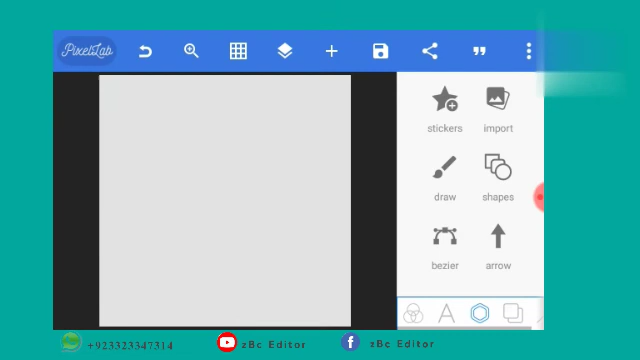 PixelLab
stickers import
draw shapes
bezier arrow
+923323347314 zBc Editor zBc Editor